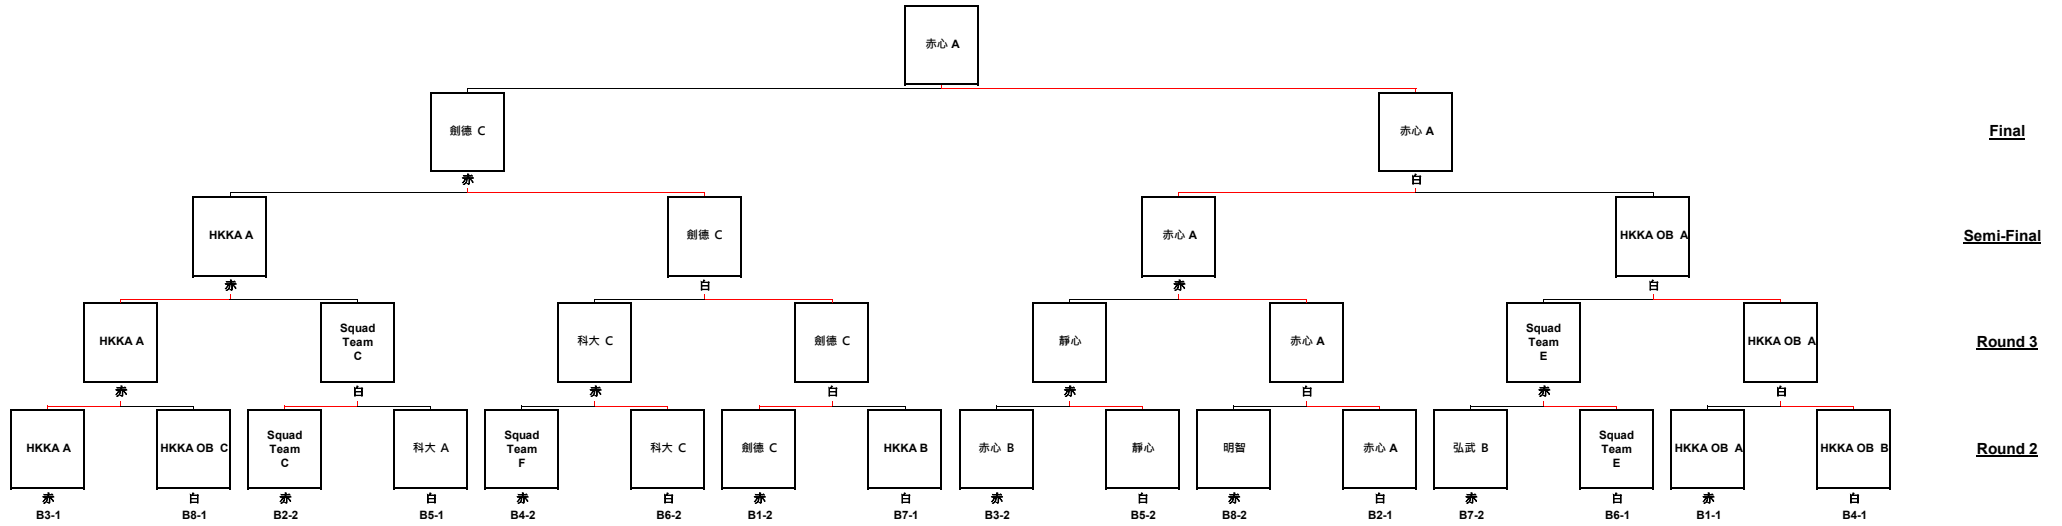 赤心 A
劍德 C
赤心 A
Final
赤
白
HKKA A
劍德 C
赤心 A
HKKA OB A
Semi-Final
赤
白
赤
白
HKKA A
Squad
Team
C
科大 C
劍德 C
靜心
赤心 A
Squad
Team
E
HKKA OB A
Round 3
赤
白
赤
白
赤
白
赤
白
HKKA A
HKKA OB C
Squad
Team
C
科大 A
Squad
Team
F
科大 C
劍德 C
HKKA B
赤心 B
靜心
明智
赤心 A
弘武 B
Squad
Team
E
HKKA OB A
HKKA OB B
Round 2
赤
白
赤
白
赤
白
赤
白
赤
白
赤
白
赤
白
赤
白
B3-1
B8-1
B2-2
B5-1
B4-2
B6-2
B1-2
B7-1
B3-2
B5-2
B8-2
B2-1
B7-2
B6-1
B1-1
B4-1